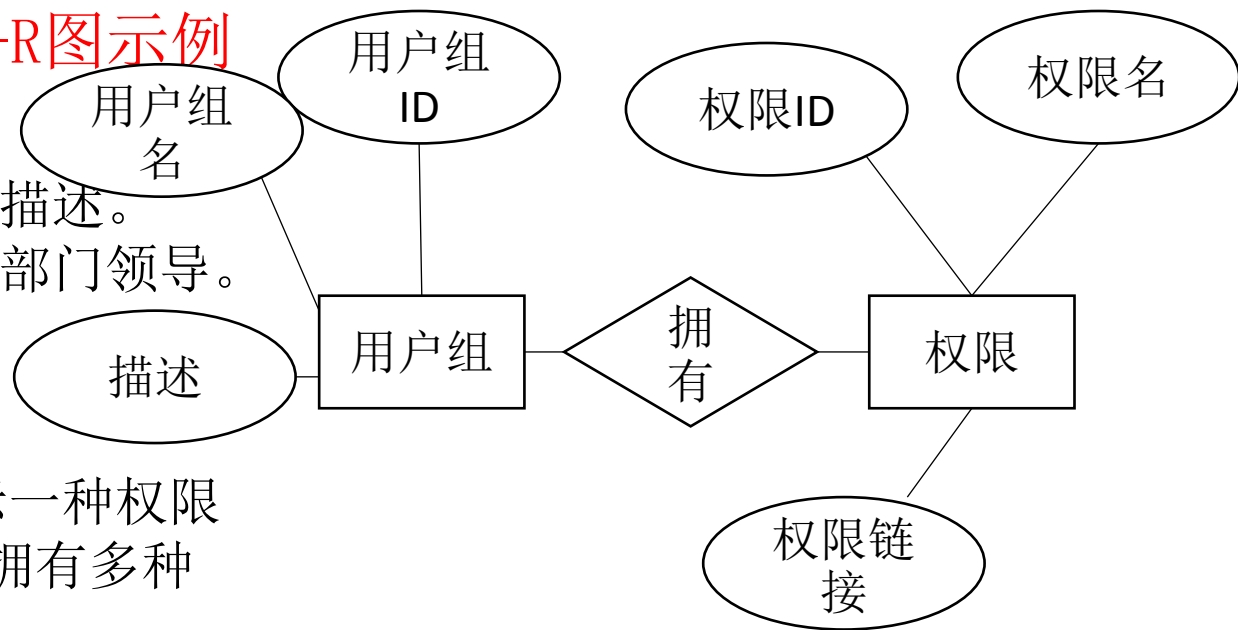 -R图示例
用户组
ID
用户组
名
权限ID
权限名
描述。
部门领导。
用户组
拥
有
权限
描述
一种权限
拥有多种
权限链
接